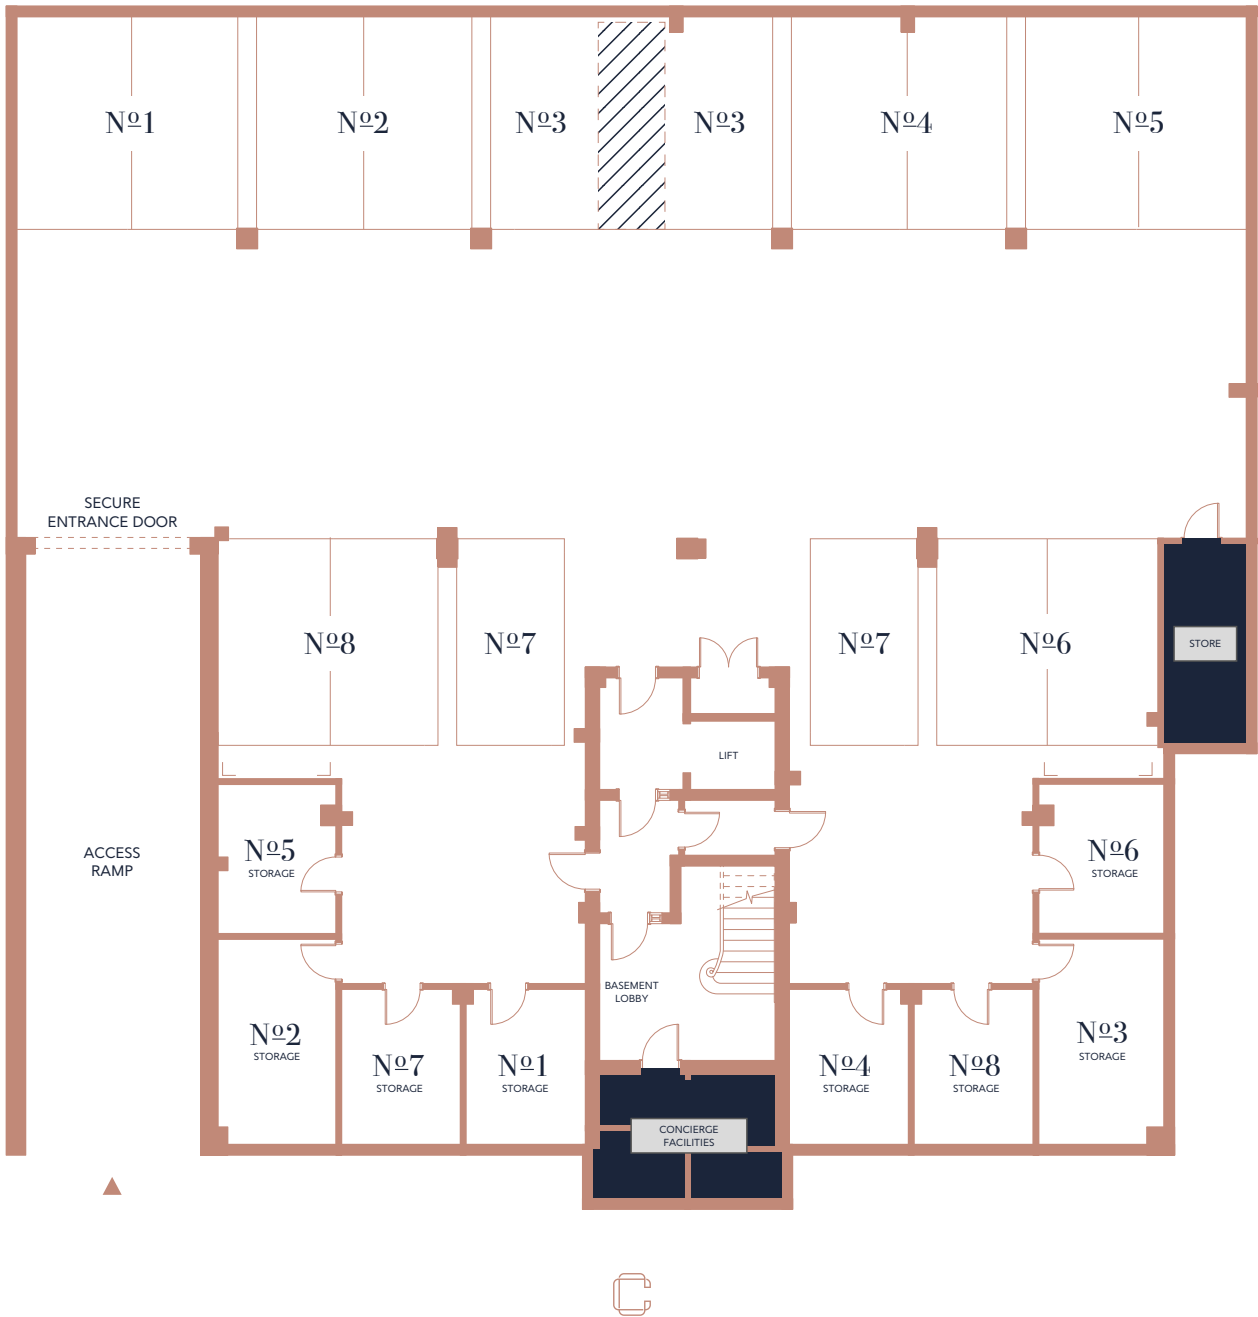 Nº1
Nº2
Nº3
Nº3
Nº4
Nº5
SECURE
ENTRANCE DOOR
Nº8
Nº7
Nº7
Nº6
STORE
LIFT
ACCESS
RAMP
Nº5
STORAGE
Nº6
STORAGE
BASEMENT
LOBBY
Nº2
STORAGE
Nº7
STORAGE
Nº1
STORAGE
Nº4
STORAGE
Nº8
STORAGE
Nº3
STORAGE
CONCIERGE
FACILITIES
C